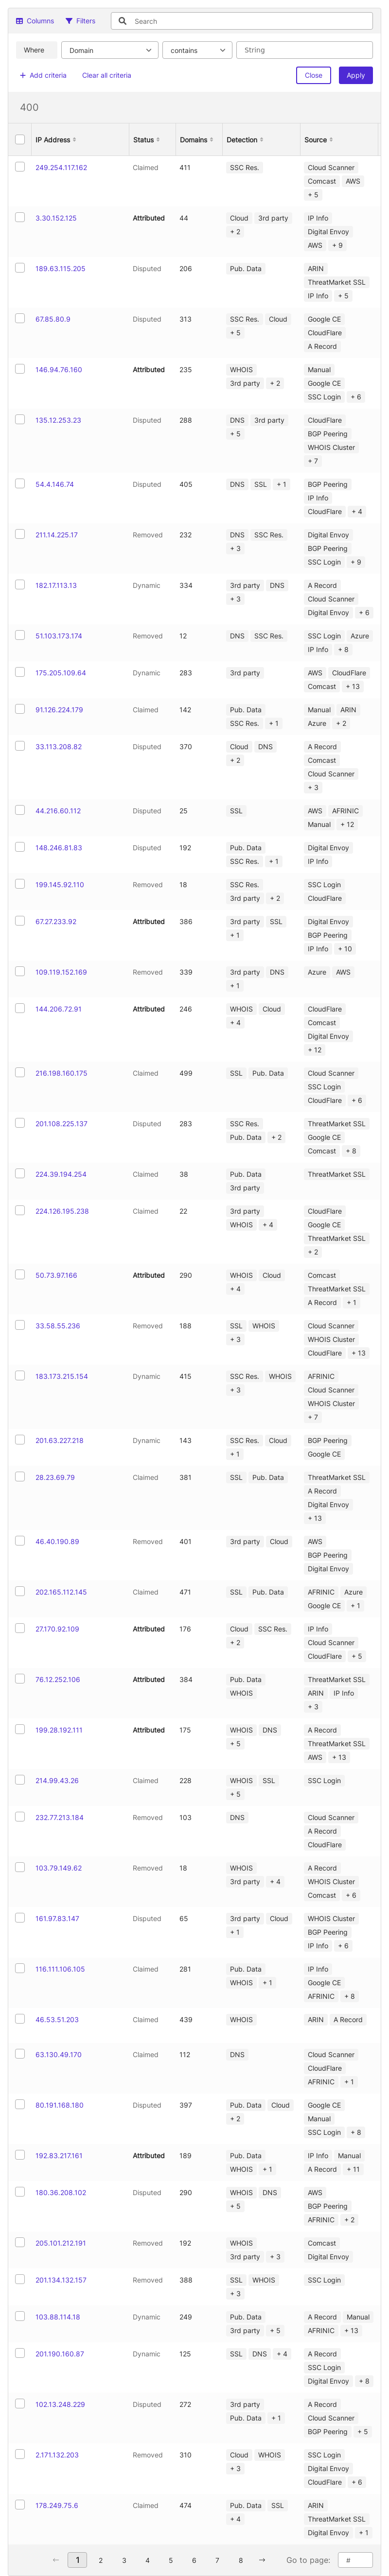 Columns Filters Search
Where Domain contains String
Add criteria Clear all criteria Close Apply
400
IP Address Status Domains Detection Source
249.254.117.162 Claimed 411 SSC Res. Cloud Scanner
Comcast AWS
+ 5
3.30.152.125 Attributed 44 Cloud 3rd party IP Info
+ 2 Digital Envoy
AWS + 9
189.63.115.205 Disputed 206 Pub. Data ARIN
ThreatMarket SSL
IP Info + 5
67.85.80.9 Disputed 313 SSC Res. Cloud Google CE
+ 5 CloudFlare
A Record
146.94.76.160 Attributed 235 WHOIS Manual
3rd party + 2 Google CE
SSC Login + 6
135.12.253.23 Disputed 288 DNS 3rd party CloudFlare
+ 5 BGP Peering
WHOIS Cluster
+ 7
54.4.146.74 Disputed 405 DNS SSL + 1 BGP Peering
IP Info
CloudFlare + 4
211.14.225.17 Removed 232 DNS SSC Res. Digital Envoy
+ 3 BGP Peering
SSC Login + 9
182.17.113.13 Dynamic 334 3rd party DNS A Record
+ 3 Cloud Scanner
Digital Envoy + 6
51.103.173.174 Removed 12 DNS SSC Res. SSC Login Azure
IP Info + 8
175.205.109.64 Dynamic 283 3rd party AWS CloudFlare
Comcast + 13
91.126.224.179 Claimed 142 Pub. Data Manual ARIN
SSC Res. + 1 Azure + 2
33.113.208.82 Disputed 370 Cloud DNS A Record
+ 2 Comcast
Cloud Scanner
+ 3
44.216.60.112 Disputed 25 SSL AWS AFRINIC
Manual + 12
148.246.81.83 Disputed 192 Pub. Data Digital Envoy
SSC Res. + 1 IP Info
199.145.92.110 Removed 18 SSC Res. SSC Login
3rd party + 2 CloudFlare
67.27.233.92 Attributed 386 3rd party SSL Digital Envoy
+ 1 BGP Peering
IP Info + 10
109.119.152.169 Removed 339 3rd party DNS Azure AWS
+ 1
144.206.72.91 Attributed 246 WHOIS Cloud CloudFlare
+ 4 Comcast
Digital Envoy
+ 12
216.198.160.175 Claimed 499 SSL Pub. Data Cloud Scanner
SSC Login
CloudFlare + 6
201.108.225.137 Disputed 283 SSC Res. ThreatMarket SSL
Pub. Data + 2 Google CE
Comcast + 8
224.39.194.254 Claimed 38 Pub. Data ThreatMarket SSL
3rd party
224.126.195.238 Claimed 22 3rd party CloudFlare
WHOIS + 4 Google CE
ThreatMarket SSL
+ 2
50.73.97.166 Attributed 290 WHOIS Cloud Comcast
+ 4 ThreatMarket SSL
A Record + 1
33.58.55.236 Removed 188 SSL WHOIS Cloud Scanner
+ 3 WHOIS Cluster
CloudFlare + 13
183.173.215.154 Dynamic 415 SSC Res. WHOIS AFRINIC
+ 3 Cloud Scanner
WHOIS Cluster
+ 7
201.63.227.218 Dynamic 143 SSC Res. Cloud BGP Peering
+ 1 Google CE
28.23.69.79 Claimed 381 SSL Pub. Data ThreatMarket SSL
A Record
Digital Envoy
+ 13
46.40.190.89 Removed 401 3rd party Cloud AWS
BGP Peering
Digital Envoy
202.165.112.145 Claimed 471 SSL Pub. Data AFRINIC Azure
Google CE + 1
27.170.92.109 Attributed 176 Cloud SSC Res. IP Info
+ 2 Cloud Scanner
CloudFlare + 5
76.12.252.106 Attributed 384 Pub. Data ThreatMarket SSL
WHOIS ARIN IP Info
+ 3
199.28.192.111 Attributed 175 WHOIS DNS A Record
+ 5 ThreatMarket SSL
AWS + 13
214.99.43.26 Claimed 228 WHOIS SSL SSC Login
+ 5
232.77.213.184 Removed 103 DNS Cloud Scanner
A Record
CloudFlare
103.79.149.62 Removed 18 WHOIS A Record
3rd party + 4 WHOIS Cluster
Comcast + 6
161.97.83.147 Disputed 65 3rd party Cloud WHOIS Cluster
+ 1 BGP Peering
IP Info + 6
116.111.106.105 Claimed 281 Pub. Data IP Info
WHOIS + 1 Google CE
AFRINIC + 8
46.53.51.203 Claimed 439 WHOIS ARIN A Record
63.130.49.170 Claimed 112 DNS Cloud Scanner
CloudFlare
AFRINIC + 1
80.191.168.180 Disputed 397 Pub. Data Cloud Google CE
+ 2 Manual
SSC Login + 8
192.83.217.161 Attributed 189 Pub. Data IP Info Manual
WHOIS + 1 A Record + 11
180.36.208.102 Disputed 290 WHOIS DNS AWS
+ 5 BGP Peering
AFRINIC + 2
205.101.212.191 Removed 192 WHOIS Comcast
3rd party + 3 Digital Envoy
201.134.132.157 Removed 388 SSL WHOIS SSC Login
+ 3
103.88.114.18 Dynamic 249 Pub. Data A Record Manual
3rd party + 5 AFRINIC + 13
201.190.160.87 Dynamic 125 SSL DNS + 4 A Record
SSC Login
Digital Envoy + 8
102.13.248.229 Disputed 272 3rd party A Record
Pub. Data + 1 Cloud Scanner
BGP Peering + 5
2.171.132.203 Removed 310 Cloud WHOIS SSC Login
+ 3 Digital Envoy
CloudFlare + 6
178.249.75.6 Claimed 474 Pub. Data SSL ARIN
+ 4 ThreatMarket SSL
Digital Envoy + 1
← 1 2 3 4 5 6 7 8 → Go to page: #